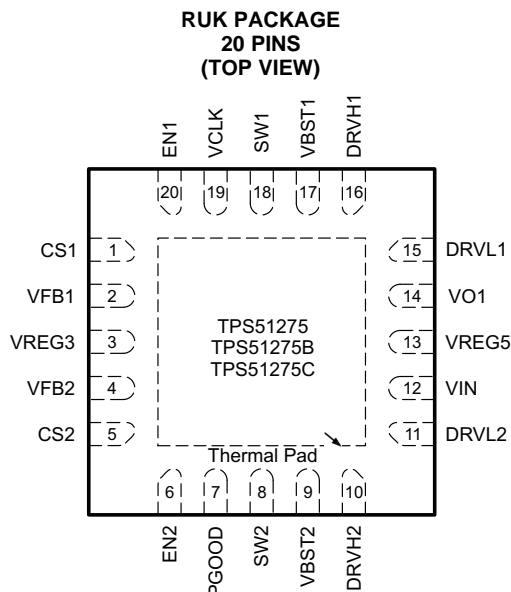 RUK PACKAGE
20 PINS
(TOP VIEW)
EN1
VCLK
SW1
VBST1
DRVH1
20
19
18
17
16
CS1 1
15 DRVL1
VFB1 2
14 VO1
VREG3 3
13 VREG5
VFB2 4
12 VIN
CS2 5
11 DRVL2
TPS51275
TPS51275B
TPS51275C
Thermal Pad
6
7
8
9
10
EN2
PGOOD
SW2
VBST2
DRVH2